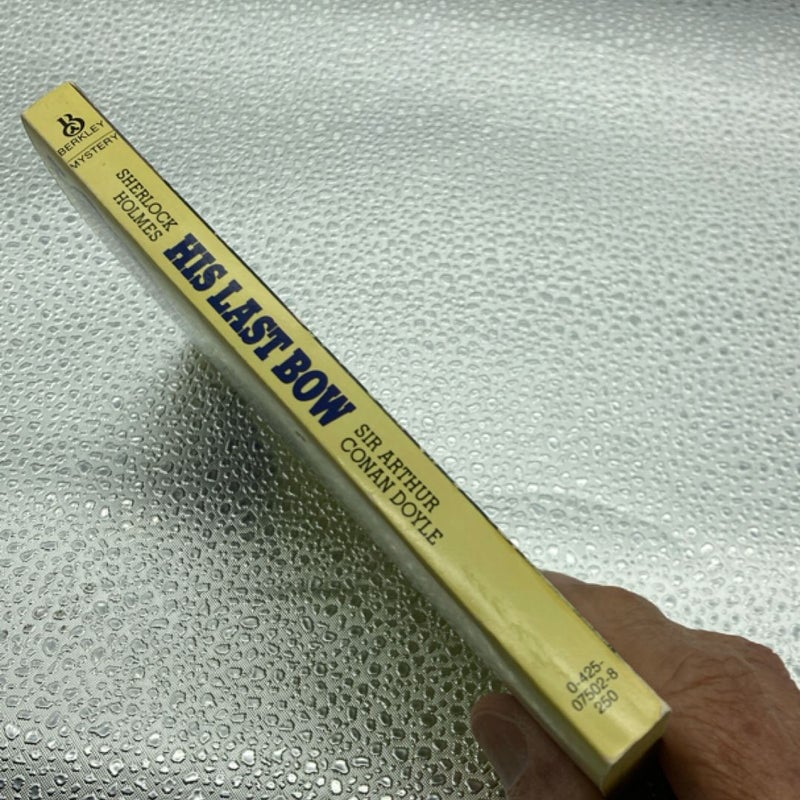 BERKLEY
MYSTERY
SHERLOCK
HOLMES
HIS LAST BOW
SIR ARTHUR
CONAN DOYLE
0-425-
07502-8
250